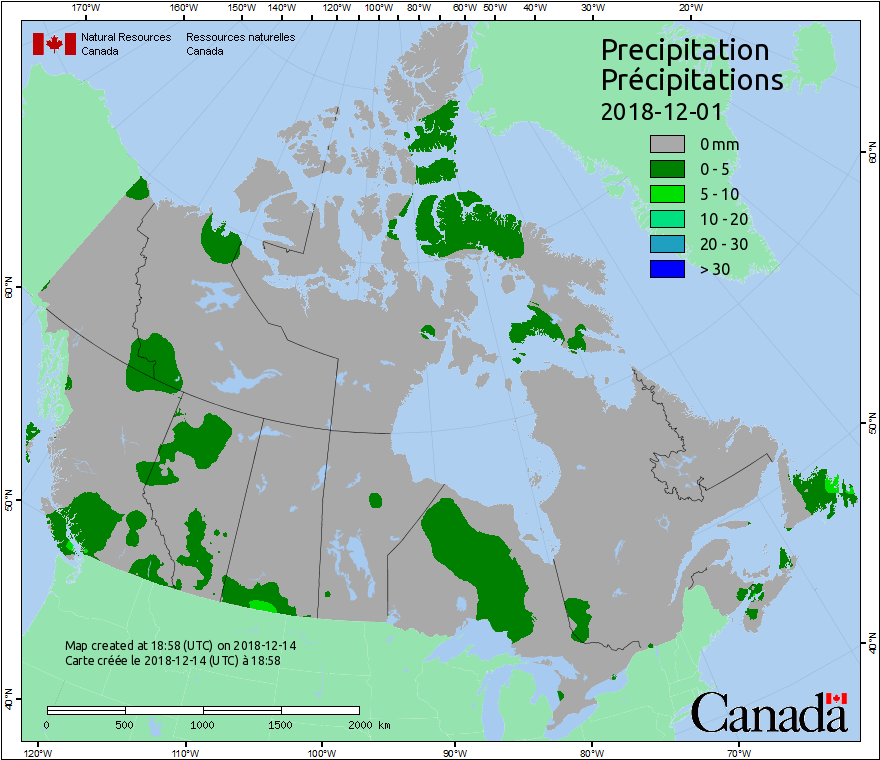 170°W 160°W 150°W 140°W 120°W 100°W 80°W 60°W 50°W 40°W 30°W 20°W
Natural Resources Ressources naturelles
Canada Canada
Precipitation
Précipitations
2018-12-01
0 mm
0 - 5
5 - 10
10 - 20
20 - 30
> 30
60°N
60°N
50°N
50°N
40°N
40°N
Map created at 18:58 (UTC) on 2018-12-14
Carte créée le 2018-12-14 (UTC) à 18:58
0 500 1000 1500 2000 km
Canada
120°W 110°W 100°W 90°W 80°W 70°W